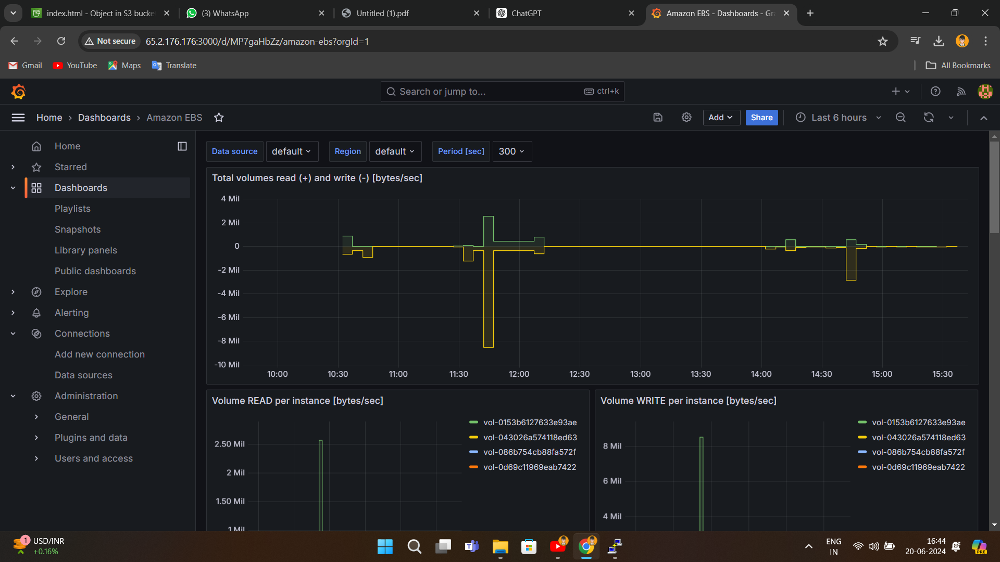 index.html - Object in S3 bucke
(3) WhatsApp
Untitled (1).pdf
ChatGPT
Amazon EBS - Dashboards - Gra
Not secure
65.2.176.176:3000/d/MP7gaHbZz/amazon-ebs?orgId=1
Gmail
YouTube
Maps
Translate
All Bookmarks
Search or jump to...
ctrl+k
Home › Dashboards › Amazon EBS
Add
Share
Last 6 hours
Home
Starred
Dashboards
Playlists
Snapshots
Library panels
Public dashboards
Explore
Alerting
Connections
Add new connection
Data sources
Administration
General
Plugins and data
Users and access
Data source
default
Region
default
Period [sec]
300
Total volumes read (+) and write (-) [bytes/sec]
4 Mil
2 Mil
0
-2 Mil
-4 Mil
-6 Mil
-8 Mil
-10 Mil
10:00
10:30
11:00
11:30
12:00
12:30
13:00
13:30
14:00
14:30
15:00
15:30
Volume READ per instance [bytes/sec]
2.50 Mil
2 Mil
1.50 Mil
1 Mil
vol-0153b6127633e93ae
vol-043026a574118ed63
vol-086b754cb88fa572f
vol-0d69c11969eab7422
Volume WRITE per instance [bytes/sec]
8 Mil
6 Mil
4 Mil
vol-0153b6127633e93ae
vol-043026a574118ed63
vol-086b754cb88fa572f
vol-0d69c11969eab7422
1
USD/INR
+0.16%
ENG
IN
16:44
20-06-2024
PRE